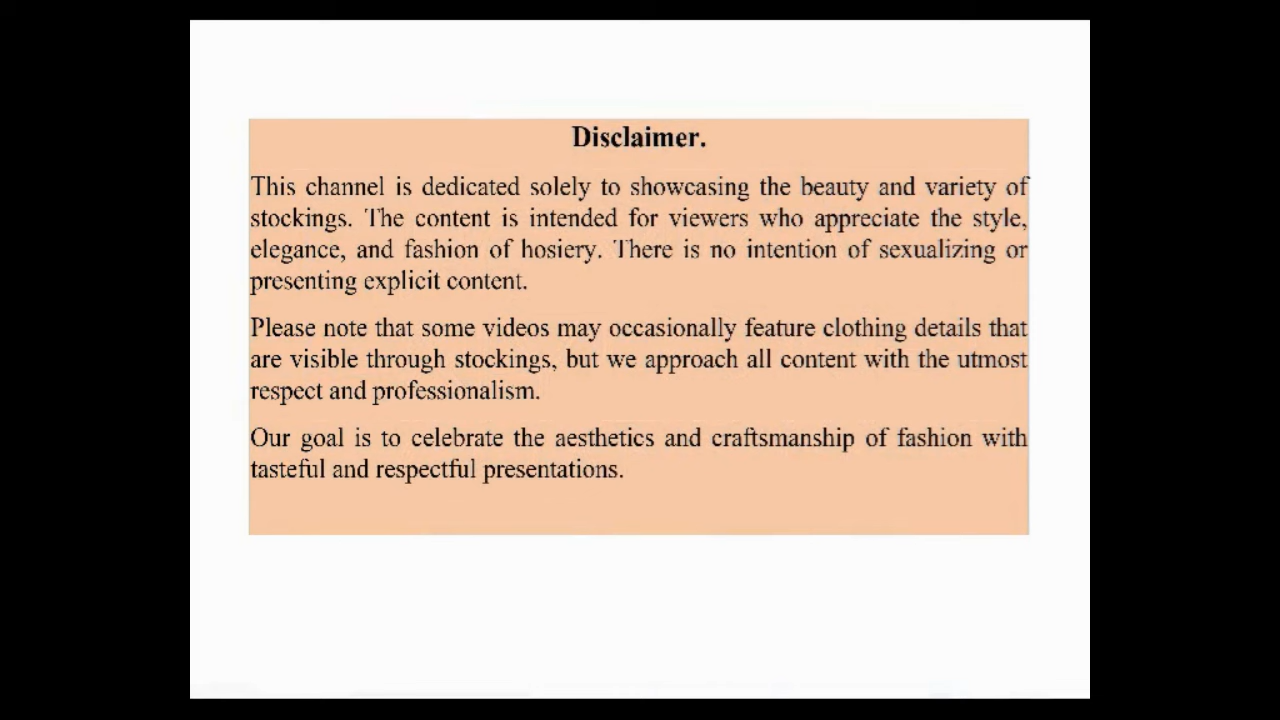 Disclaimer.
This channel is dedicated solely to showcasing the beauty and variety of
stockings. The content is intended for viewers who appreciate the style,
elegance, and fashion of hosiery. There is no intention of sexualizing or
presenting explicit content.
Please note that some videos may occasionally feature clothing details that
are visible through stockings, but we approach all content with the utmost
respect and professionalism.
Our goal is to celebrate the aesthetics and craftsmanship of fashion with
tasteful and respectful presentations.